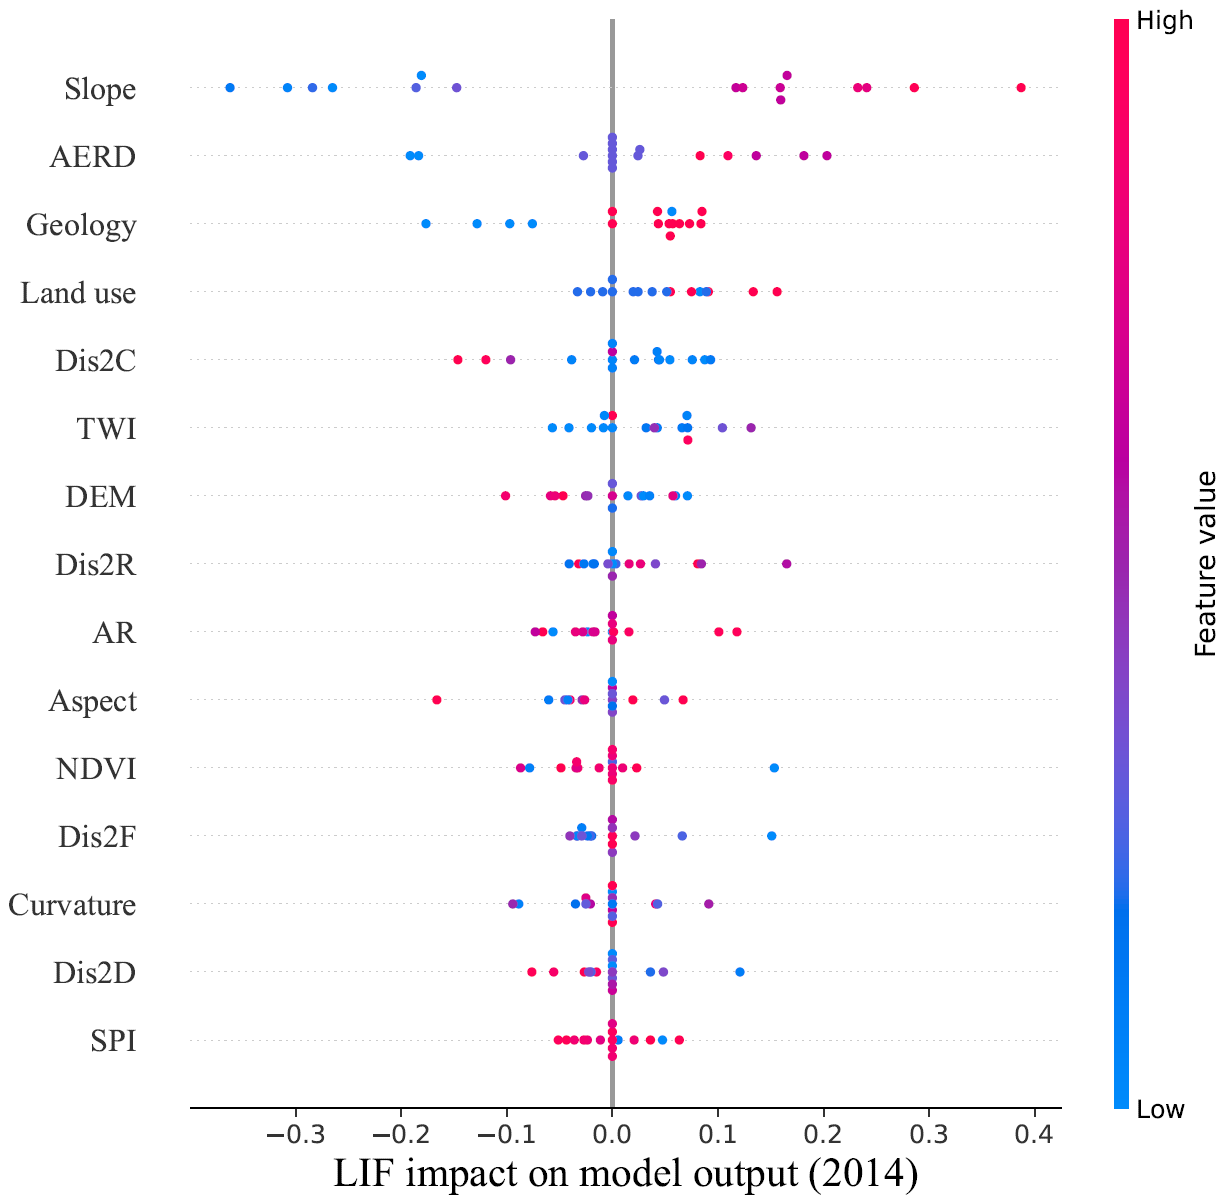 High
Slope
AERD
Geology
Land use
Dis2C
TWI
DEM
Dis2R
AR
Aspect
NDVI
Dis2F
Curvature
Dis2D
SPI
Feature value
Low
−0.3 −0.2 −0.1 0.0 0.1 0.2 0.3 0.4
LIF impact on model output (2014)